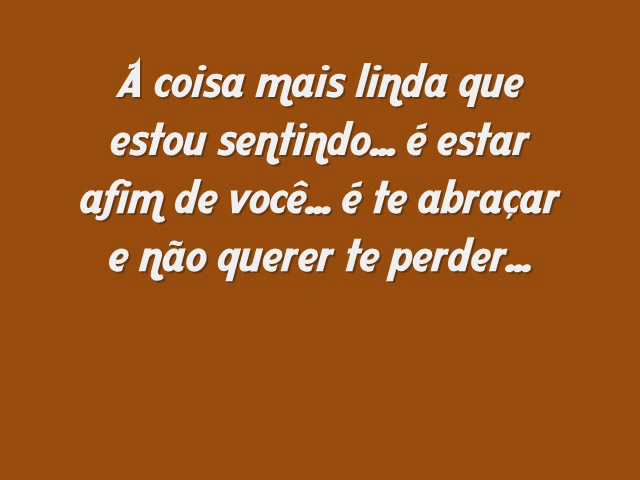 Á coisa mais linda que
estou sentindo... é estar
afim de você... é te abraçar
e não querer te perder...